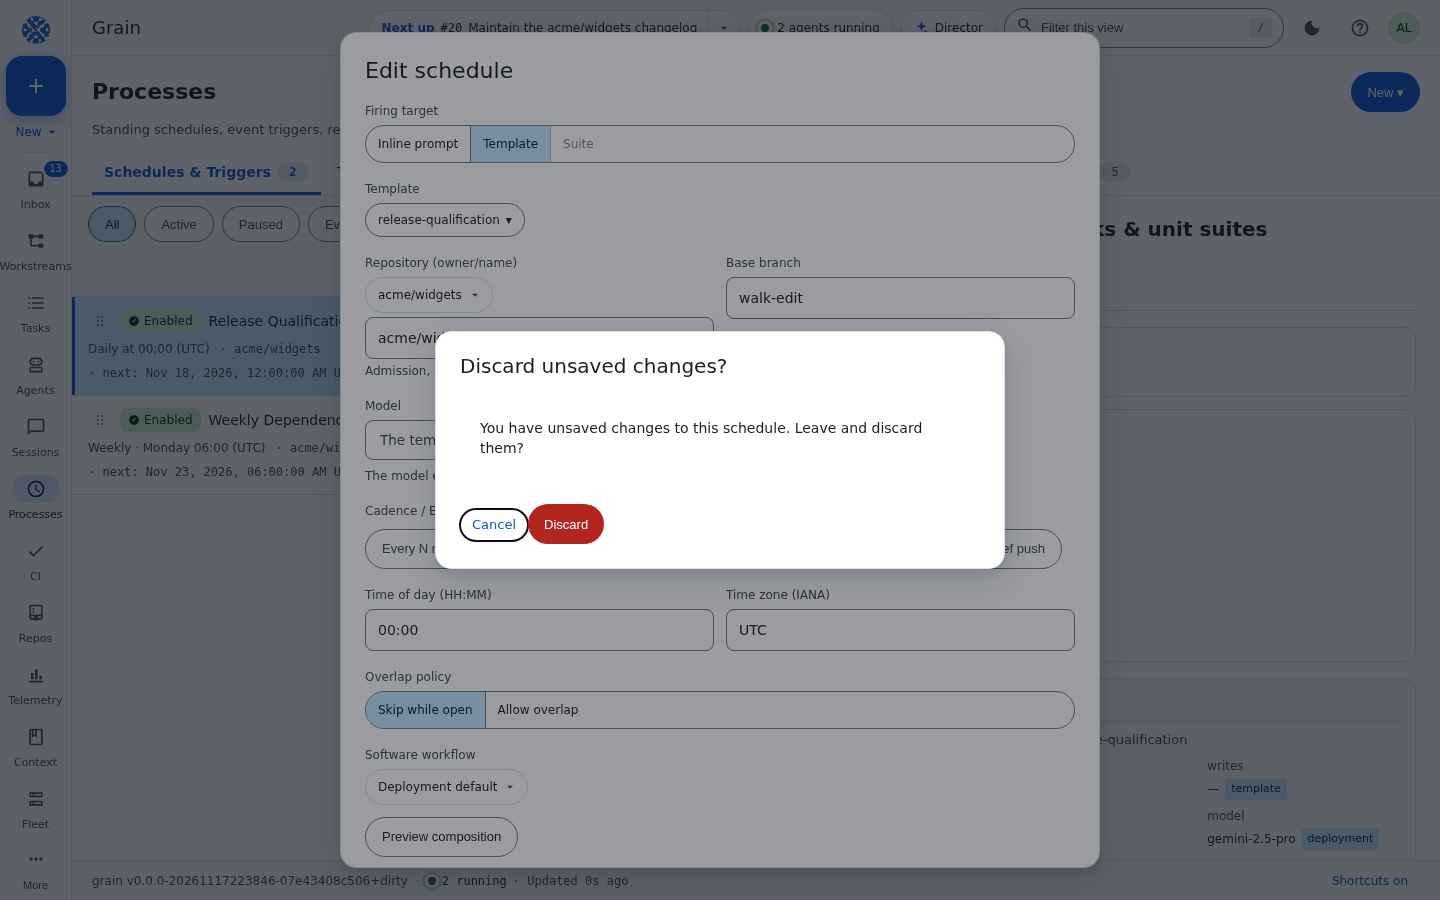 Grain
Next up #20 Maintain the acme/widgets changelog
2 agents running
Director
Filter this view
/
AL
New
13
Inbox
Workstreams
Tasks
Agents
Sessions
Processes
CI
Repos
Telemetry
Context
Fleet
More
Processes
New ▾
Standing schedules, event triggers, re
Schedules & Triggers 2
5
All
Active
Paused
Ev
ks & unit suites
Enabled Release Qualificati
Daily at 00:00 (UTC) · acme/widgets
· next: Nov 18, 2026, 12:00:00 AM U
Enabled Weekly Dependenc
Weekly · Monday 06:00 (UTC) · acme/wi
· next: Nov 23, 2026, 06:00:00 AM U
e-qualification
writes
— template
model
gemini-2.5-pro deployment
Edit schedule
Firing target
Inline prompt Template Suite
Template
release-qualification ▾
Repository (owner/name)
Base branch
acme/widgets
walk-edit
acme/wi
Admission,
Model
The tem
The model e
Cadence / E
Every N
ef push
Discard unsaved changes?
You have unsaved changes to this schedule. Leave and discard
them?
Cancel Discard
Time of day (HH:MM)
Time zone (IANA)
00:00
UTC
Overlap policy
Skip while open Allow overlap
Software workflow
Deployment default
Preview composition
grain v0.0.0-20261117223846-07e43408c506+dirty · 2 running · Updated 0s ago
Shortcuts on